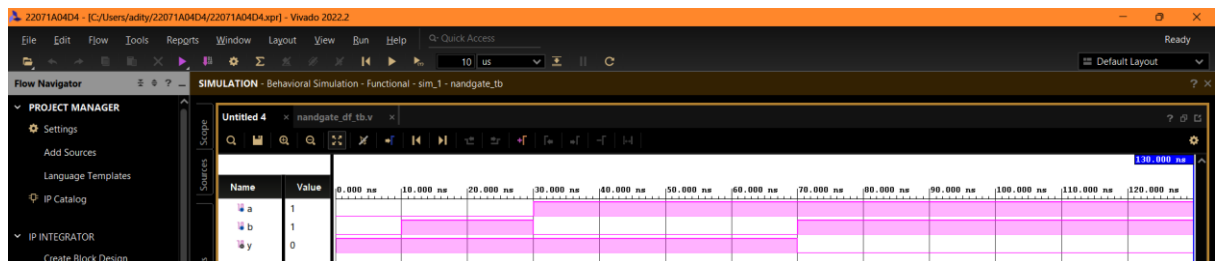 22071A04D4 - [C:/Users/adity/22071A04D4/22071A04D4.xpr] - Vivado 2022.2
File Edit Flow Tools Reports Window Layout View Run Help Q- Quick Access Ready
10 us Default Layout
Flow Navigator ? SIMULATION - Behavioral Simulation - Functional - sim_1 - nandgate_tb ? ×
PROJECT MANAGER
Untitled 4 × nandgate_df_tb.v × ?
Settings
Scope
Add Sources
130.000 ns
Language Templates
Sources
Name Value 0.000 ns 10.000 ns 20.000 ns 30.000 ns 40.000 ns 50.000 ns 60.000 ns 70.000 ns 80.000 ns 90.000 ns 100.000 ns 110.000 ns 120.000 ns
IP Catalog
a 1
b 1
IP INTEGRATOR
y 0
Create Block Design